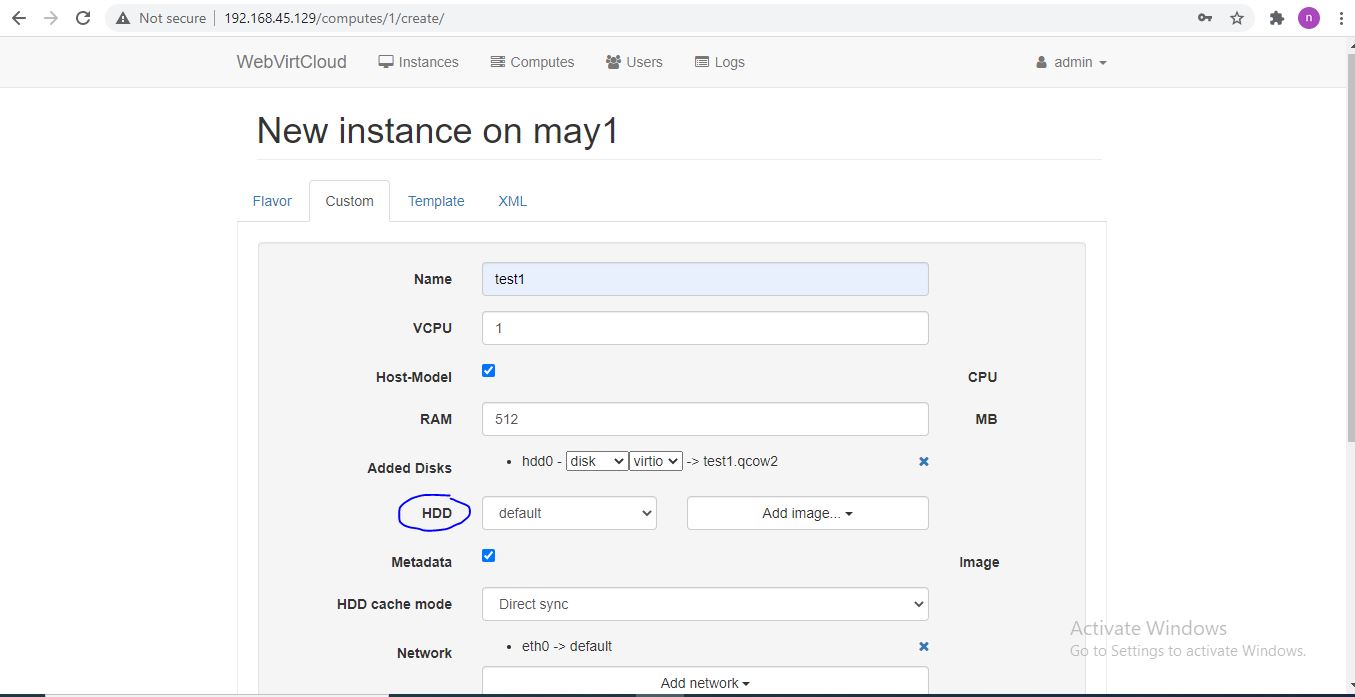 Not secure 192.168.45.129/computes/1/create/ n
WebVirtCloud Instances Computes Users Logs admin
New instance on may1
Flavor Custom Template XML
Name test1
VCPU 1
Host-Model CPU
RAM 512 MB
Added Disks hdd0 - disk virtio -> test1.qcow2
HDD default Add image...
Metadata Image
HDD cache mode Direct sync
Network eth0 -> default
Add network
Activate Windows
Go to Settings to activate Windows.